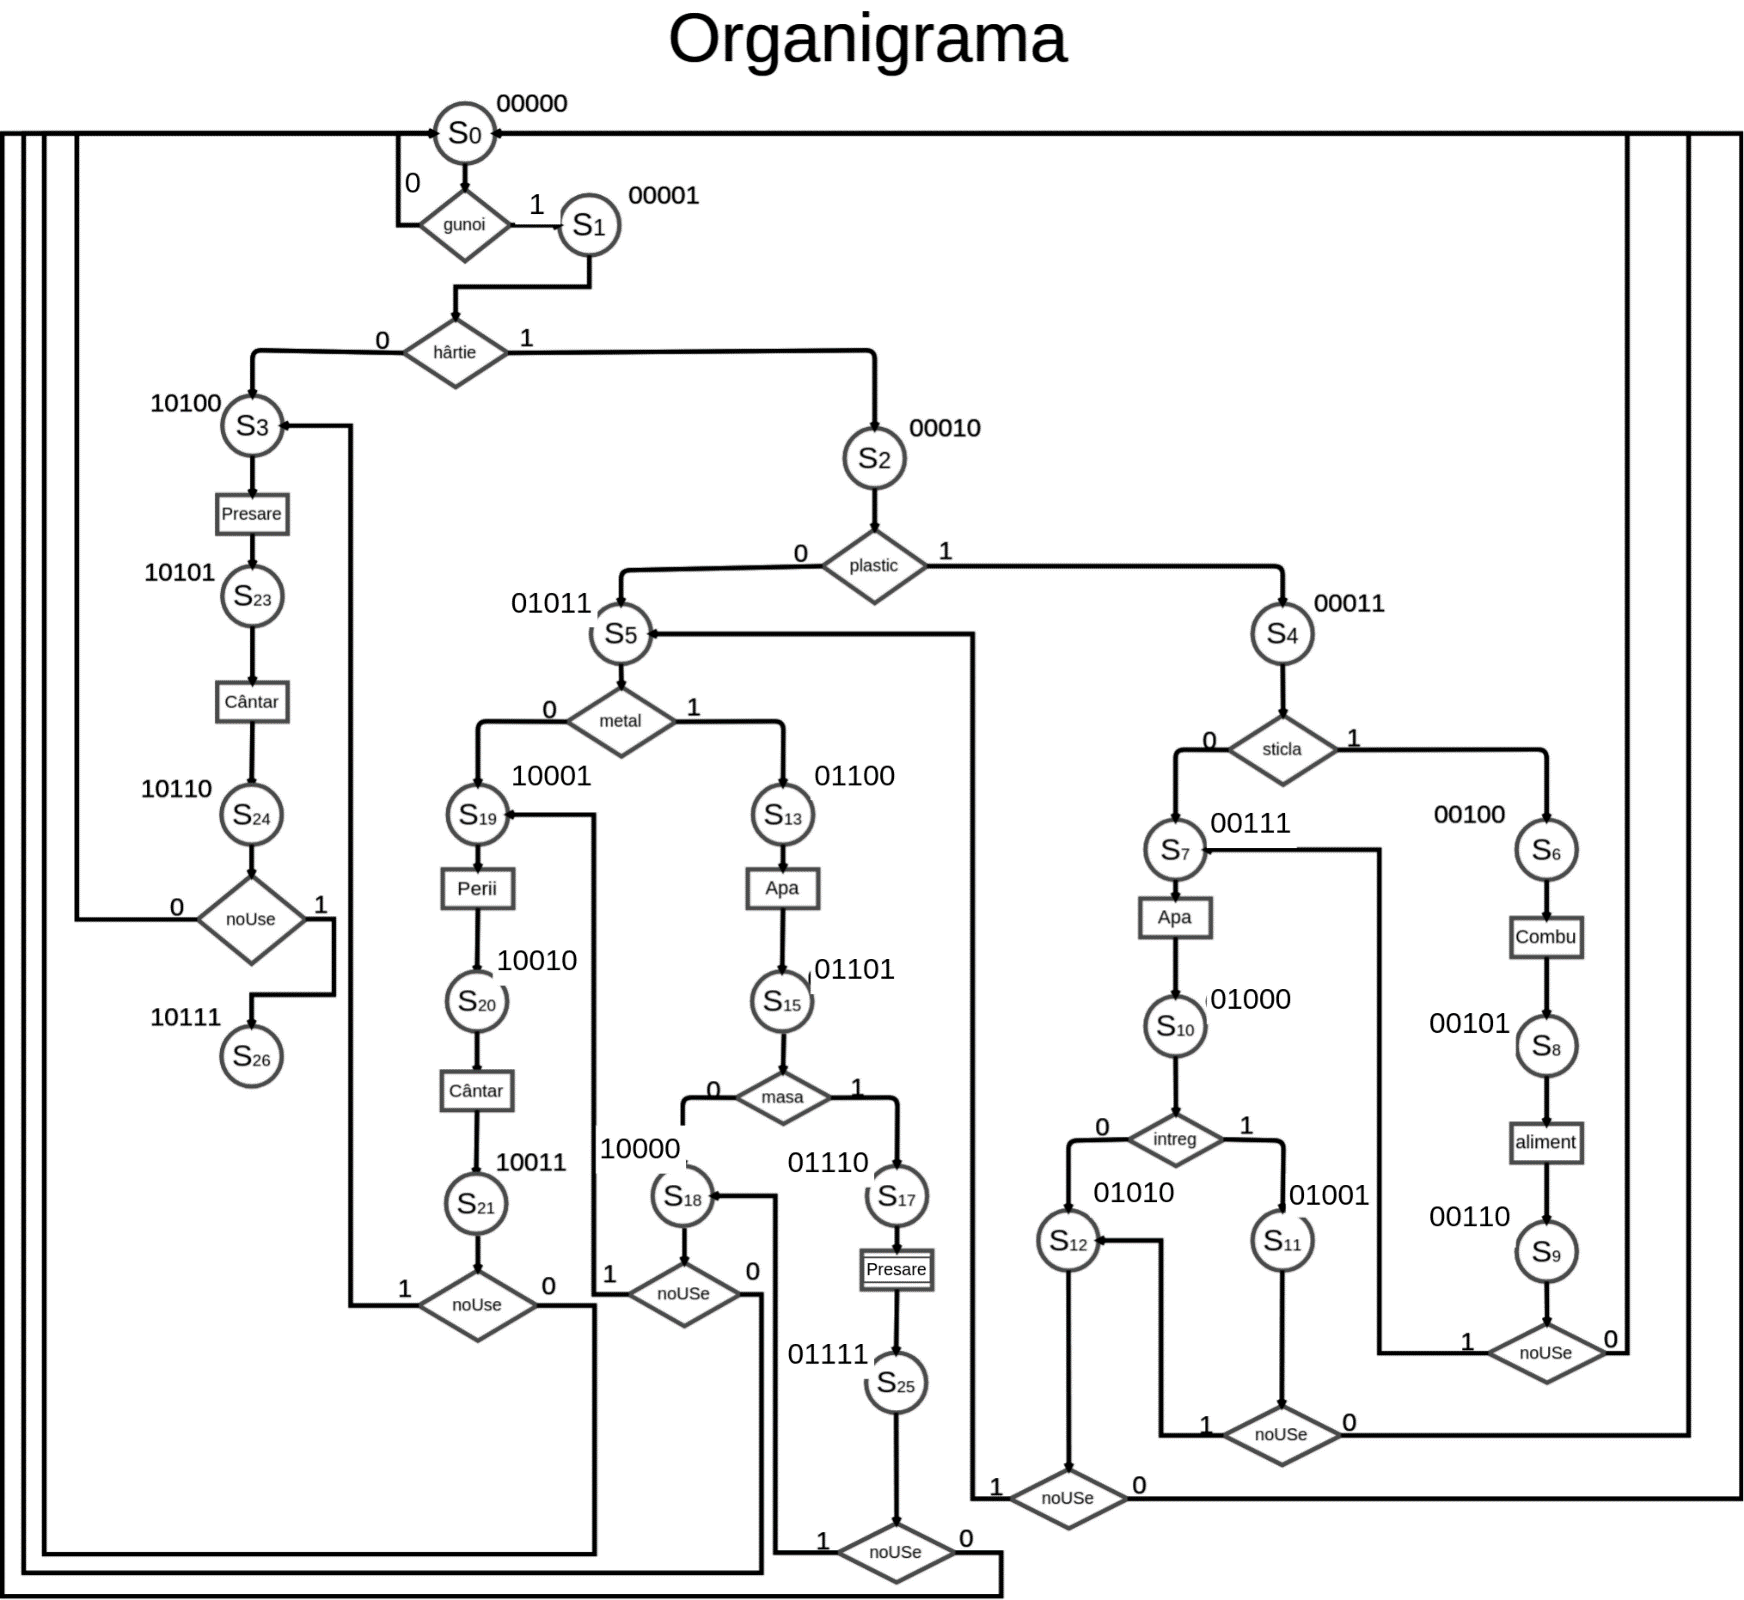 Organigrama
00000
S0
0
gunoi
1
S1
00001
0
hârtie
1
10100
S3
S2
00010
Presare
10101
S23
0
plastic
1
01011
S5
S4
00011
Cântar
0
metal
1
0
sticla
1
10110
S24
10001
S19
01100
S13
00111
S7
00100
S6
Perii
Apa
Apa
Combu
0
noUse
1
10010
S20
01101
S15
01000
S10
00101
S8
10111
S26
Cântar
0
masa
1
0
intreg
1
aliment
10011
S21
10000
S18
01110
S17
01010
S12
01001
S11
00110
S9
1
noUse
0
1
noUSe
0
Presare
01111
S25
1
noUSe
0
1
noUSe
0
1
noUSe
0
1
noUSe
0